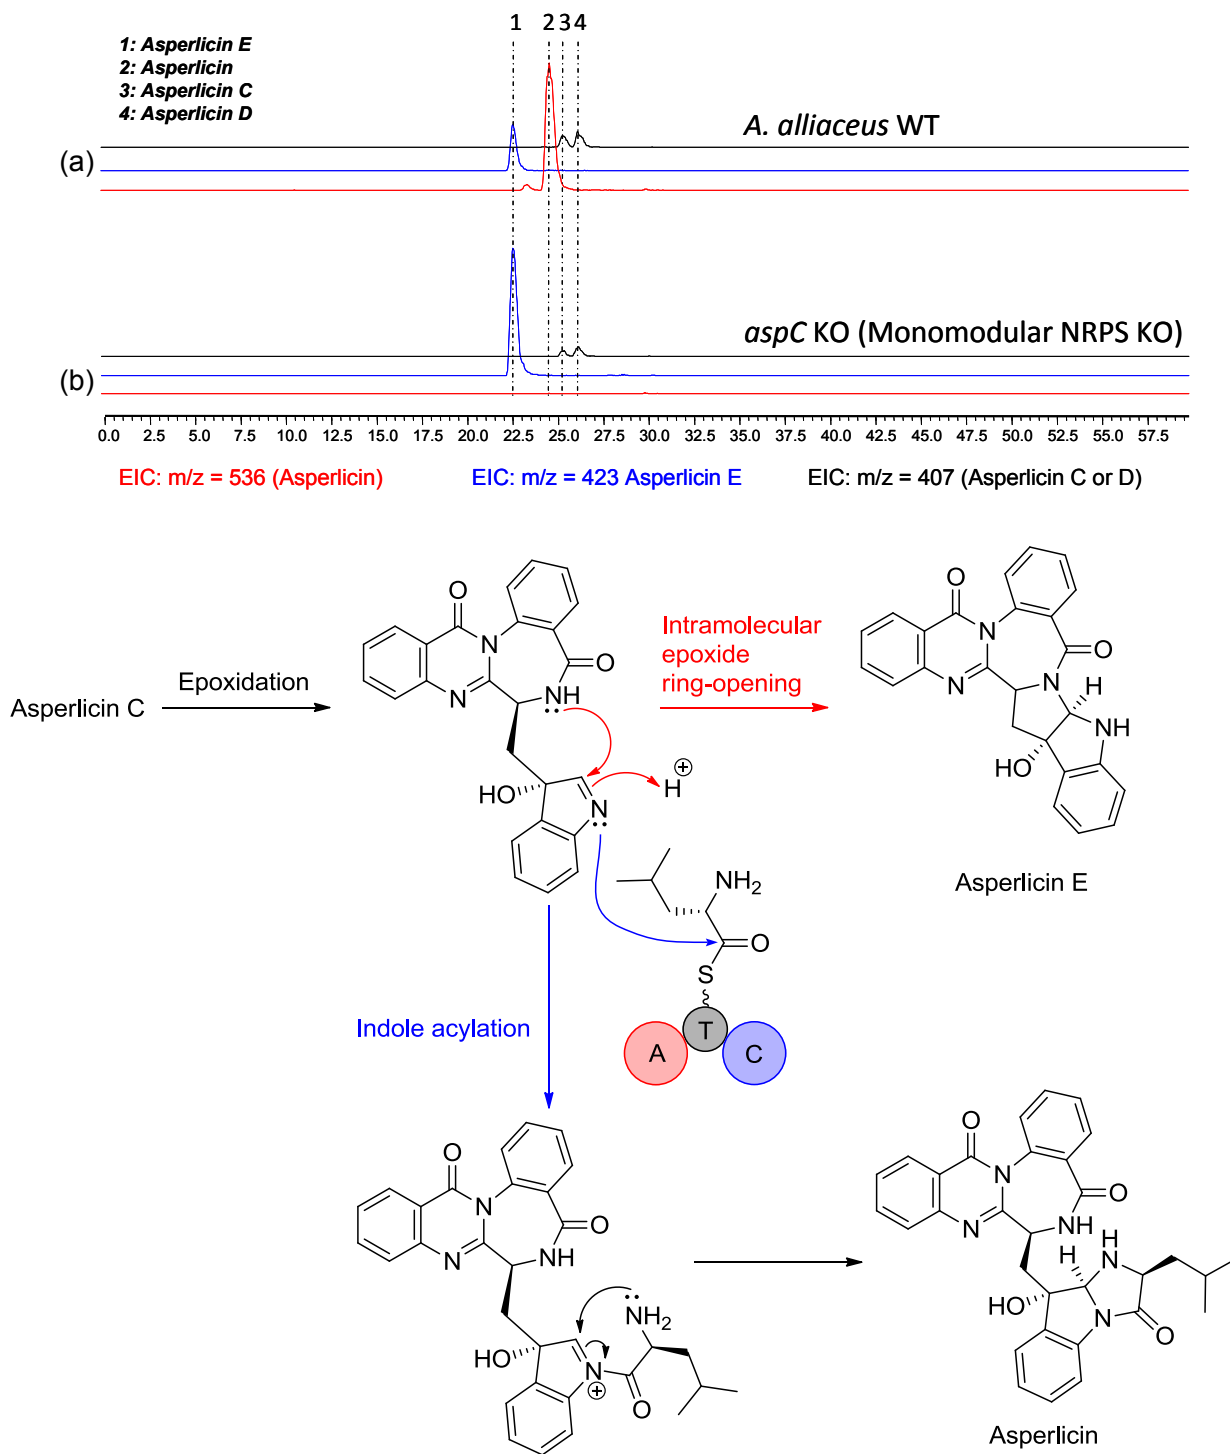 1 2 3 4
1: Asperlicin E
2: Asperlicin
3: Asperlicin C
4: Asperlicin D
A. alliaceus WT
(a)
aspC KO (Monomodular NRPS KO)
(b)
0.0 2.5 5.0 7.5 10.0 12.5 15.0 17.5 20.0 22.5 25.0 27.5 30.0 32.5 35.0 37.5 40.0 42.5 45.0 47.5 50.0 52.5 55.0 57.5
EIC: m/z = 536 (Asperlicin) EIC: m/z = 423 Asperlicin E EIC: m/z = 407 (Asperlicin C or D)
Asperlicin C
Epoxidation
O
N
O
N
NH
HO
N
H
⊕
Intramolecular
epoxide
ring-opening
O
N
O
N
N
H
NH
HO
Asperlicin E
NH2
O
S
T
A
C
Indole acylation
O
N
O
N
NH
NH2
HO
N
⊕
O
O
N
O
N
NH
H
H
N
HO
N
O
Asperlicin